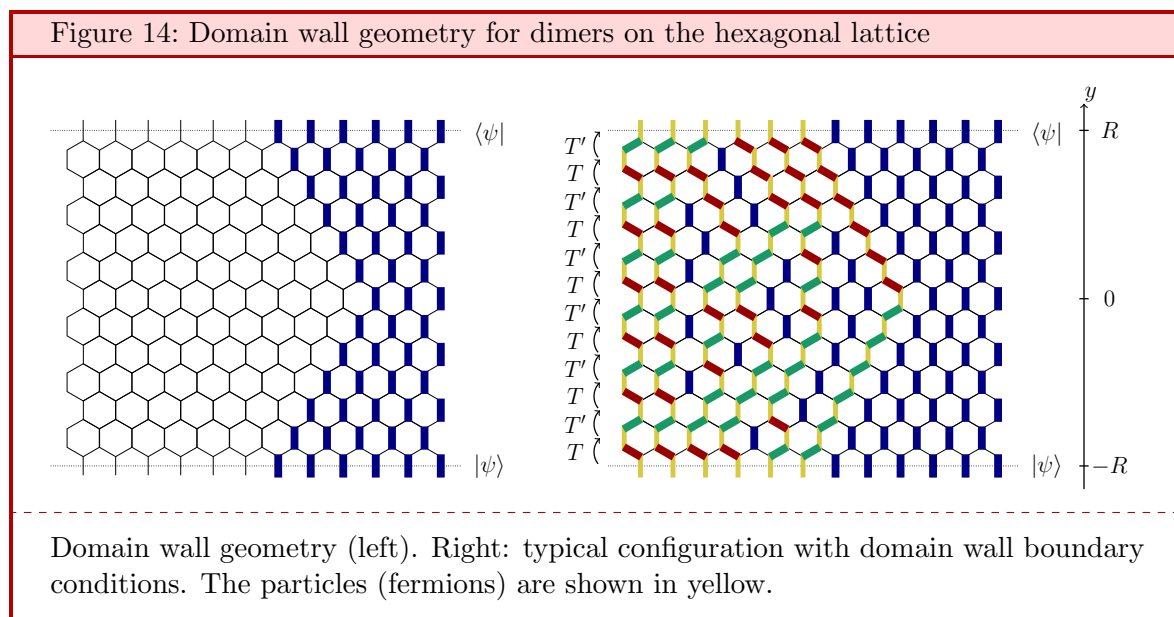 Figure 14: Domain wall geometry for dimers on the hexagonal lattice
⟨ψ|
|ψ⟩
T′
T
T′
T
T′
T
T′
T
T′
T
T′
T
⟨ψ|
|ψ⟩
y
R
0
−R
Domain wall geometry (left). Right: typical configuration with domain wall boundary
conditions. The particles (fermions) are shown in yellow.